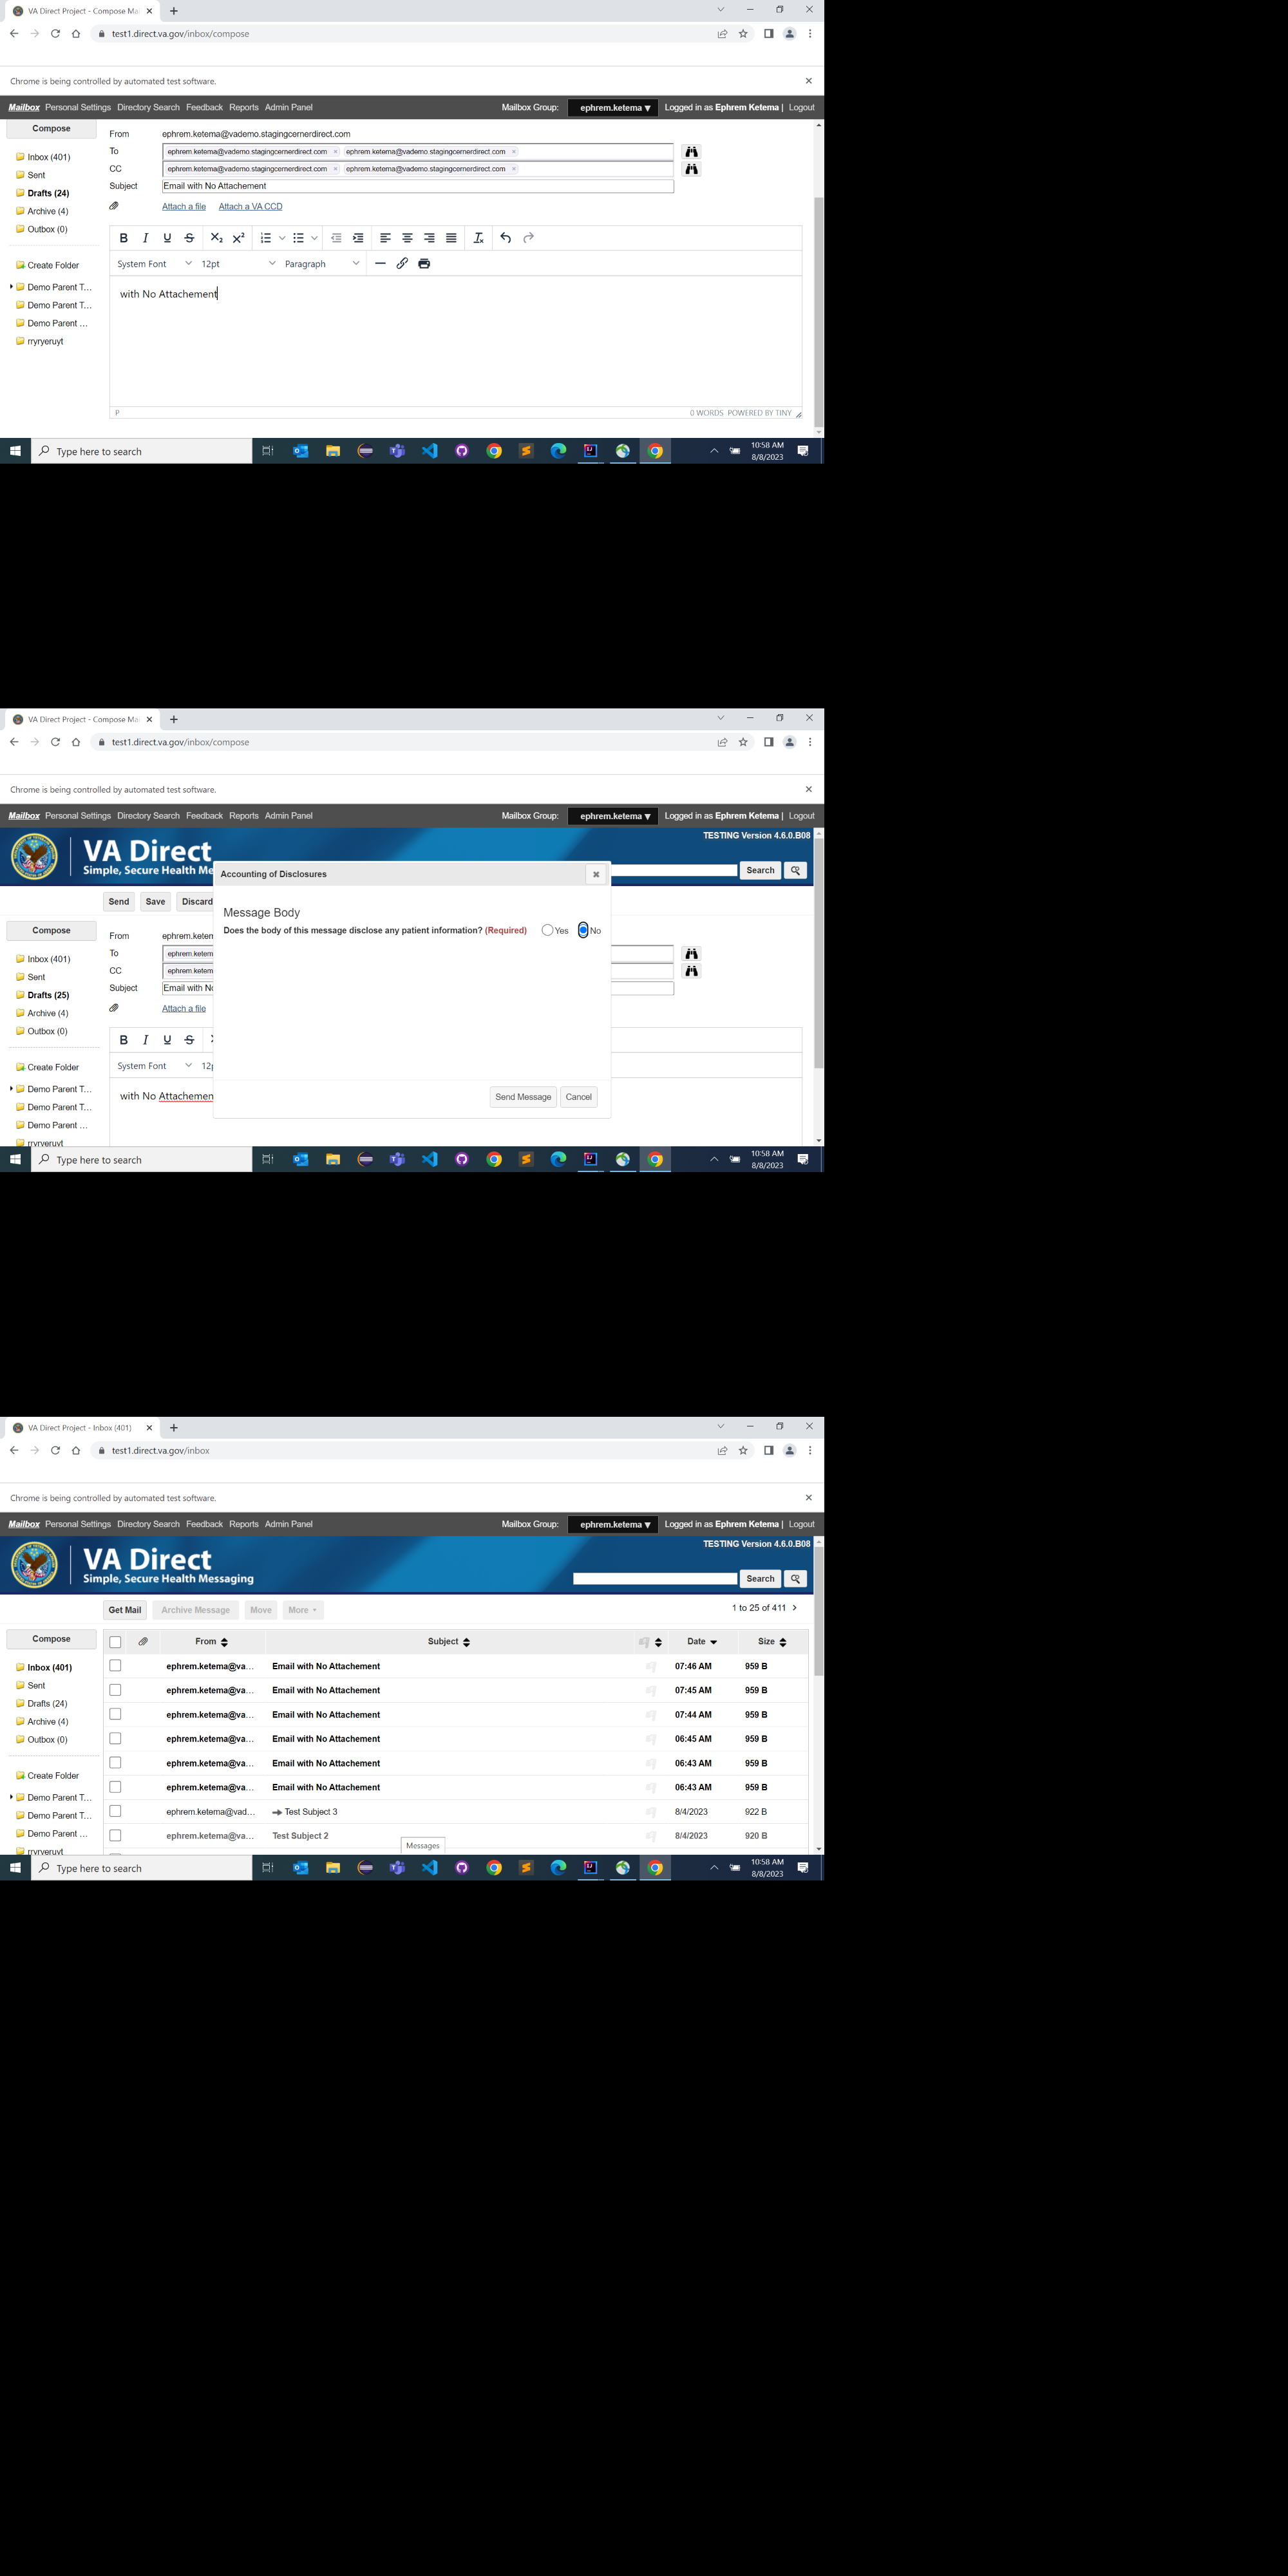 VA Direct Project - Compose Ma
test1.direct.va.gov/inbox/compose
Chrome is being controlled by automated test software.
Mailbox Personal Settings Directory Search Feedback Reports Admin Panel Mailbox Group: ephrem.ketema ▼ Logged in as Ephrem Ketema | Logout
Compose
From ephrem.ketema@vademo.stagingcernerdirect.com
To ephrem.ketema@vademo.stagingcernerdirect.com × ephrem.ketema@vademo.stagingcernerdirect.com ×
Inbox (401)
CC ephrem.ketema@vademo.stagingcernerdirect.com × ephrem.ketema@vademo.stagingcernerdirect.com ×
Sent
Subject Email with No Attachement
Drafts (24)
Attach a file Attach a VA CCD
Archive (4)
Outbox (0)
B I U S X₂ X²
System Font 12pt Paragraph
Create Folder
Demo Parent T...
with No Attachement
Demo Parent T...
Demo Parent ...
rryryeruyt
P 0 WORDS POWERED BY TINY
Type here to search
10:58 AM
8/8/2023
VA Direct Project - Compose Ma
test1.direct.va.gov/inbox/compose
Chrome is being controlled by automated test software.
Mailbox Personal Settings Directory Search Feedback Reports Admin Panel Mailbox Group: ephrem.ketema ▼ Logged in as Ephrem Ketema | Logout
TESTING Version 4.6.0.B08
VA Direct
Simple, Secure Health Me
Search
Accounting of Disclosures
Send Save Discard
Message Body
Does the body of this message disclose any patient information? (Required) Yes No
Compose
From ephrem.ketem
To ephrem.ketem
Inbox (401)
CC ephrem.ketem
Sent
Subject Email with No
Drafts (25)
Attach a file
Archive (4)
Outbox (0)
B I U S
System Font 12p
Create Folder
Demo Parent T...
with No Attachemen
Send Message Cancel
Demo Parent T...
Demo Parent ...
rryryeruyt
Type here to search
10:58 AM
8/8/2023
VA Direct Project - Inbox (401)
test1.direct.va.gov/inbox
Chrome is being controlled by automated test software.
Mailbox Personal Settings Directory Search Feedback Reports Admin Panel Mailbox Group: ephrem.ketema ▼ Logged in as Ephrem Ketema | Logout
TESTING Version 4.6.0.B08
VA Direct
Simple, Secure Health Messaging
Search
Get Mail Archive Message Move More 1 to 25 of 411
Compose
From Subject Date Size
Inbox (401)
Sent
Drafts (24)
Archive (4)
Outbox (0)
Create Folder
Demo Parent T...
Demo Parent T...
Demo Parent ...
rryryeruyt
ephrem.ketema@va... Email with No Attachement 07:46 AM 959 B
ephrem.ketema@va... Email with No Attachement 07:45 AM 959 B
ephrem.ketema@va... Email with No Attachement 07:44 AM 959 B
ephrem.ketema@va... Email with No Attachement 06:45 AM 959 B
ephrem.ketema@va... Email with No Attachement 06:43 AM 959 B
ephrem.ketema@va... Email with No Attachement 06:43 AM 959 B
ephrem.ketema@vad... Test Subject 3 8/4/2023 922 B
ephrem.ketema@va... Test Subject 2 8/4/2023 920 B
Messages
Type here to search
10:58 AM
8/8/2023